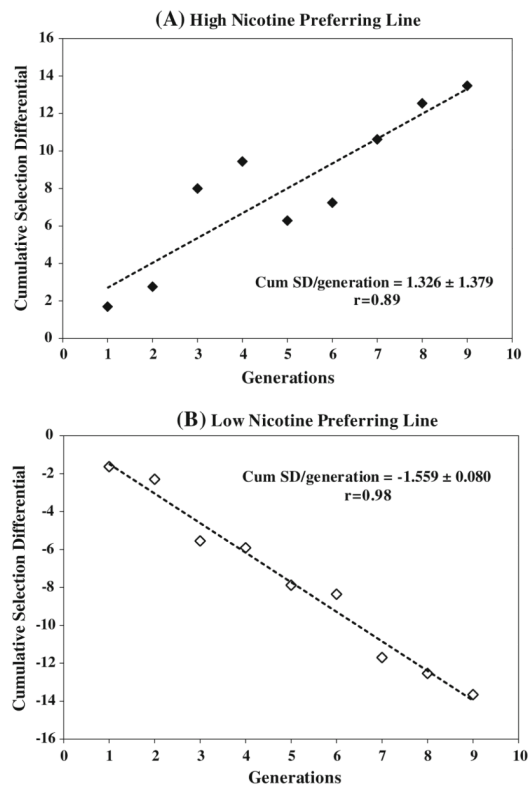 (A) High Nicotine Preferring Line
Cumulative Selection Differential
16
14
12
10
8
6
4
2
0
Cum SD/generation = 1.326 ± 1.379
r=0.89
0 1 2 3 4 5 6 7 8 9 10
Generations
(B) Low Nicotine Preferring Line
Cumulative Selection Differential
0
-2
-4
-6
-8
-10
-12
-14
-16
Cum SD/generation = -1.559 ± 0.080
r=0.98
0 1 2 3 4 5 6 7 8 9 10
Generations